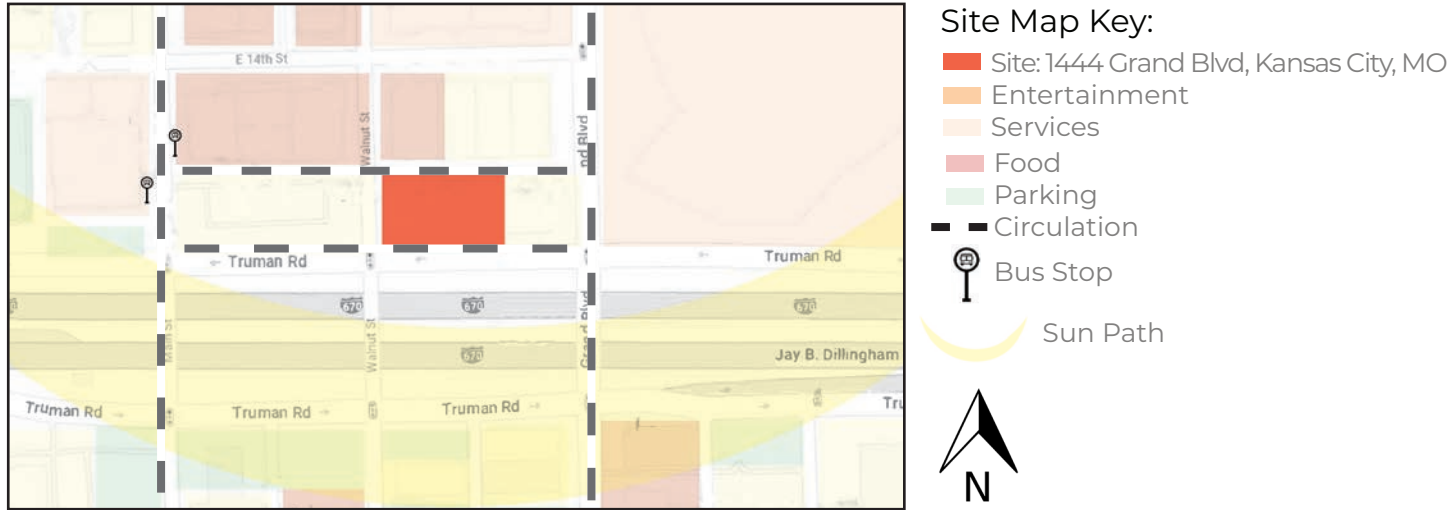 E 14th St
Walnut St
nd Blvd
Truman Rd
Truman Rd
670
670
670
Main St
Walnut St
Grand Blvd
670
Jay B. Dillingham
Truman Rd
Truman Rd
Truman Rd
Tru
Site Map Key:
Site: 1444 Grand Blvd, Kansas City, MO
Entertainment
Services
Food
Parking
Circulation
Bus Stop
Sun Path
N